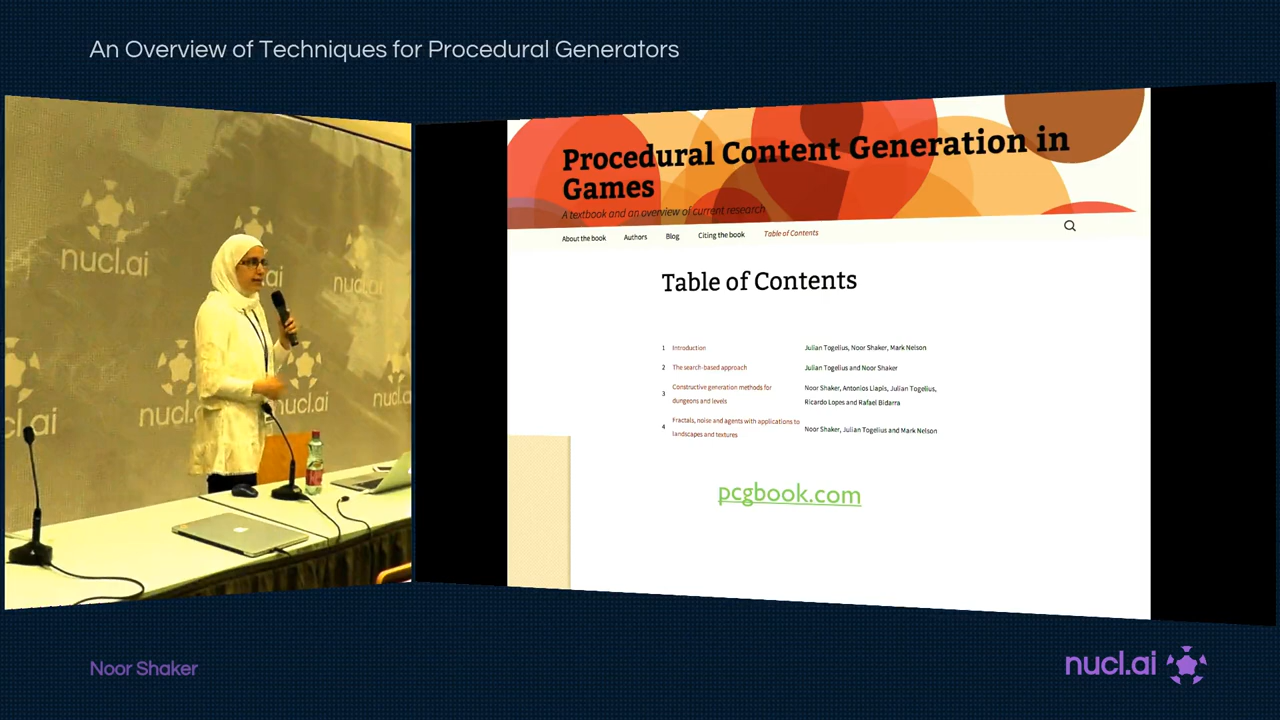 An Overview of Techniques for Procedural Generators
nucl.ai
nucl.ai
nucl.ai
nucl.ai
nucl.ai
nucl.ai
Procedural Content Generation in
Games
A textbook and an overview of current research
About the book Authors Blog Citing the book Table of Contents
Table of Contents
1 Introduction Julian Togelius, Noor Shaker, Mark Nelson
2 The search-based approach Julian Togelius and Noor Shaker
3 Constructive generation methods for dungeons and levels Noor Shaker, Antonios Liapis, Julian Togelius,
Ricardo Lopes and Rafael Bidarra
4 Fractals, noise and agents with applications to
landscapes and textures Noor Shaker, Julian Togelius and Mark Nelson
pcgbook.com
Noor Shaker
nucl.ai